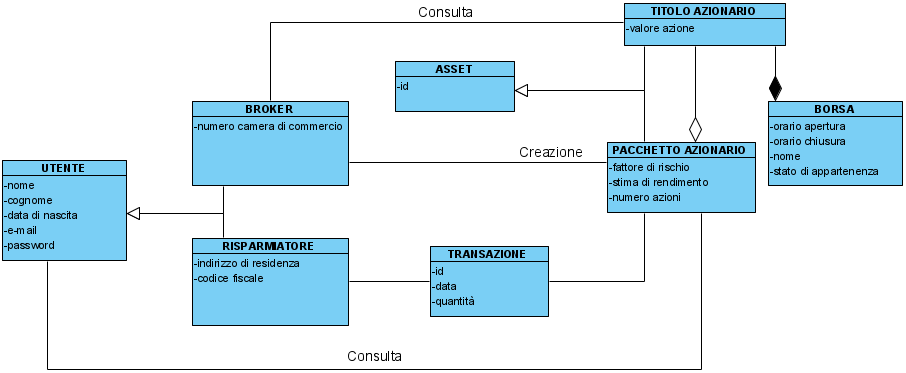 Consulta
TITOLO AZIONARIO
-valore azione
ASSET
-id
BROKER
-numero camera di commercio
BORSA
-orario apertura
-orario chiusura
-nome
-stato di appartenenza
Creazione
PACCHETTO AZIONARIO
-fattore di rischio
-stima di rendimento
-numero azioni
UTENTE
-nome
-cognome
-data di nascita
-e-mail
-password
RISPARMIATORE
-indirizzo di residenza
-codice fiscale
TRANSAZIONE
-id
-data
-quantità
Consulta